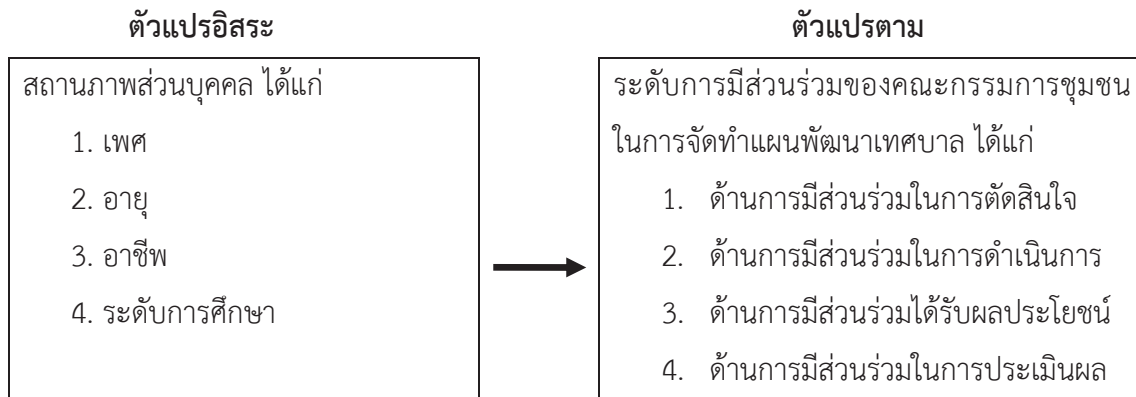 ตัวแปรอิสระ
สถานภาพส่วนบุคคล ได้แก่
1. เพศ
2. อายุ
3. อาชีพ
4. ระดับการศึกษา
ตัวแปรตาม
ระดับการมีส่วนร่วมของคณะกรรมการชุมชน
ในการจัดทำแผนพัฒนาเทศบาล ได้แก่
1. ด้านการมีส่วนร่วมในการตัดสินใจ
2. ด้านการมีส่วนร่วมในการดำเนินการ
3. ด้านการมีส่วนร่วมได้รับผลประโยชน์
4. ด้านการมีส่วนร่วมในการประเมินผล